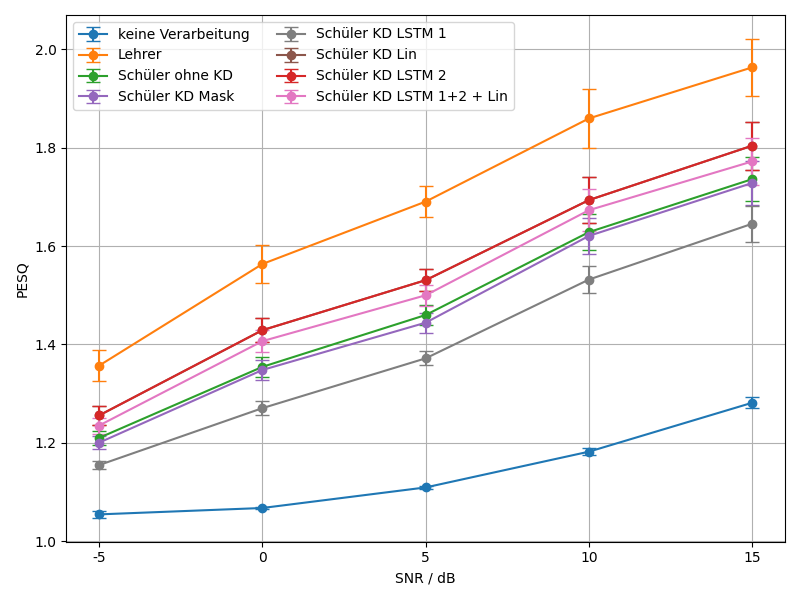 keine Verarbeitung
Lehrer
Schüler ohne KD
Schüler KD Mask
Schüler KD LSTM 1
Schüler KD Lin
Schüler KD LSTM 2
Schüler KD LSTM 1+2 + Lin
PESQ
2.0
1.8
1.6
1.4
1.2
1.0
-5 0 5 10 15
SNR / dB